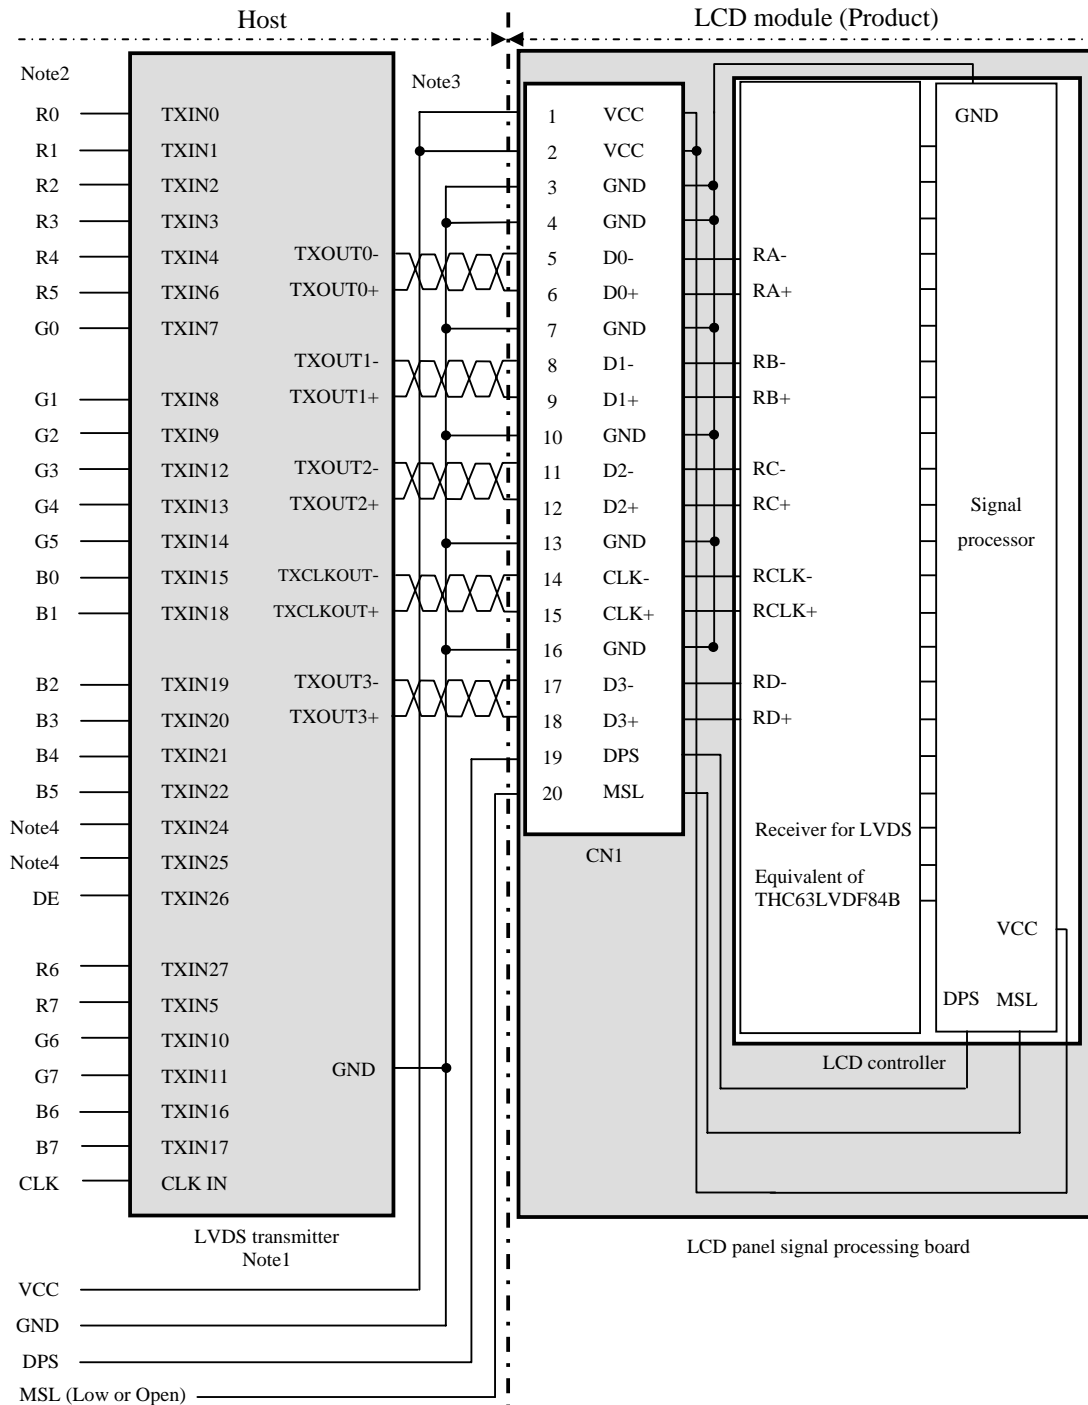 Host
LCD module (Product)
Note2
Note3
R0 TXIN0
R1 TXIN1
R2 TXIN2
R3 TXIN3
R4 TXIN4
R5 TXIN6
G0 TXIN7
G1 TXIN8
G2 TXIN9
G3 TXIN12
G4 TXIN13
G5 TXIN14
B0 TXIN15
B1 TXIN18
B2 TXIN19
B3 TXIN20
B4 TXIN21
B5 TXIN22
Note4 TXIN24
Note4 TXIN25
DE TXIN26
R6 TXIN27
R7 TXIN5
G6 TXIN10
G7 TXIN11
B6 TXIN16
B7 TXIN17
CLK CLK IN
TXOUT0-
TXOUT0+
TXOUT1-
TXOUT1+
TXOUT2-
TXOUT2+
TXCLKOUT-
TXCLKOUT+
TXOUT3-
TXOUT3+
GND
LVDS transmitter
Note1
VCC
GND
DPS
MSL (Low or Open)
1 VCC
2 VCC
3 GND
4 GND
5 D0-
6 D0+
7 GND
8 D1-
9 D1+
10 GND
11 D2-
12 D2+
13 GND
14 CLK-
15 CLK+
16 GND
17 D3-
18 D3+
19 DPS
20 MSL
CN1
RA-
RA+
RB-
RB+
RC-
RC+
RCLK-
RCLK+
RD-
RD+
Receiver for LVDS
Equivalent of
THC63LVDF84B
GND
Signal
processor
VCC
DPS MSL
LCD controller
LCD panel signal processing board